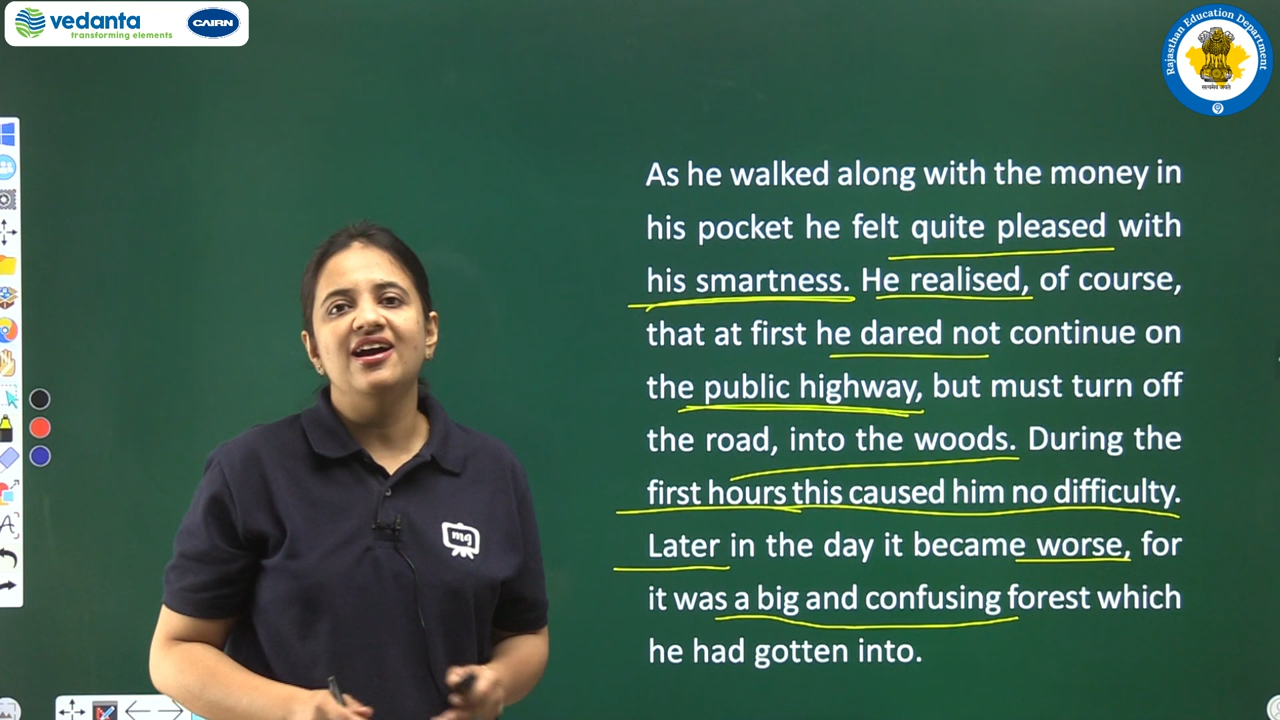 vedanta
transforming elements
CAIRN
Rajasthan Education Department
सत्यमेव जयते
As he walked along with the money in
his pocket he felt quite pleased with
his smartness. He realised, of course,
that at first he dared not continue on
the public highway, but must turn off
the road, into the woods. During the
first hours this caused him no difficulty.
Later in the day it became worse, for
it was a big and confusing forest which
he had gotten into.
mg
A